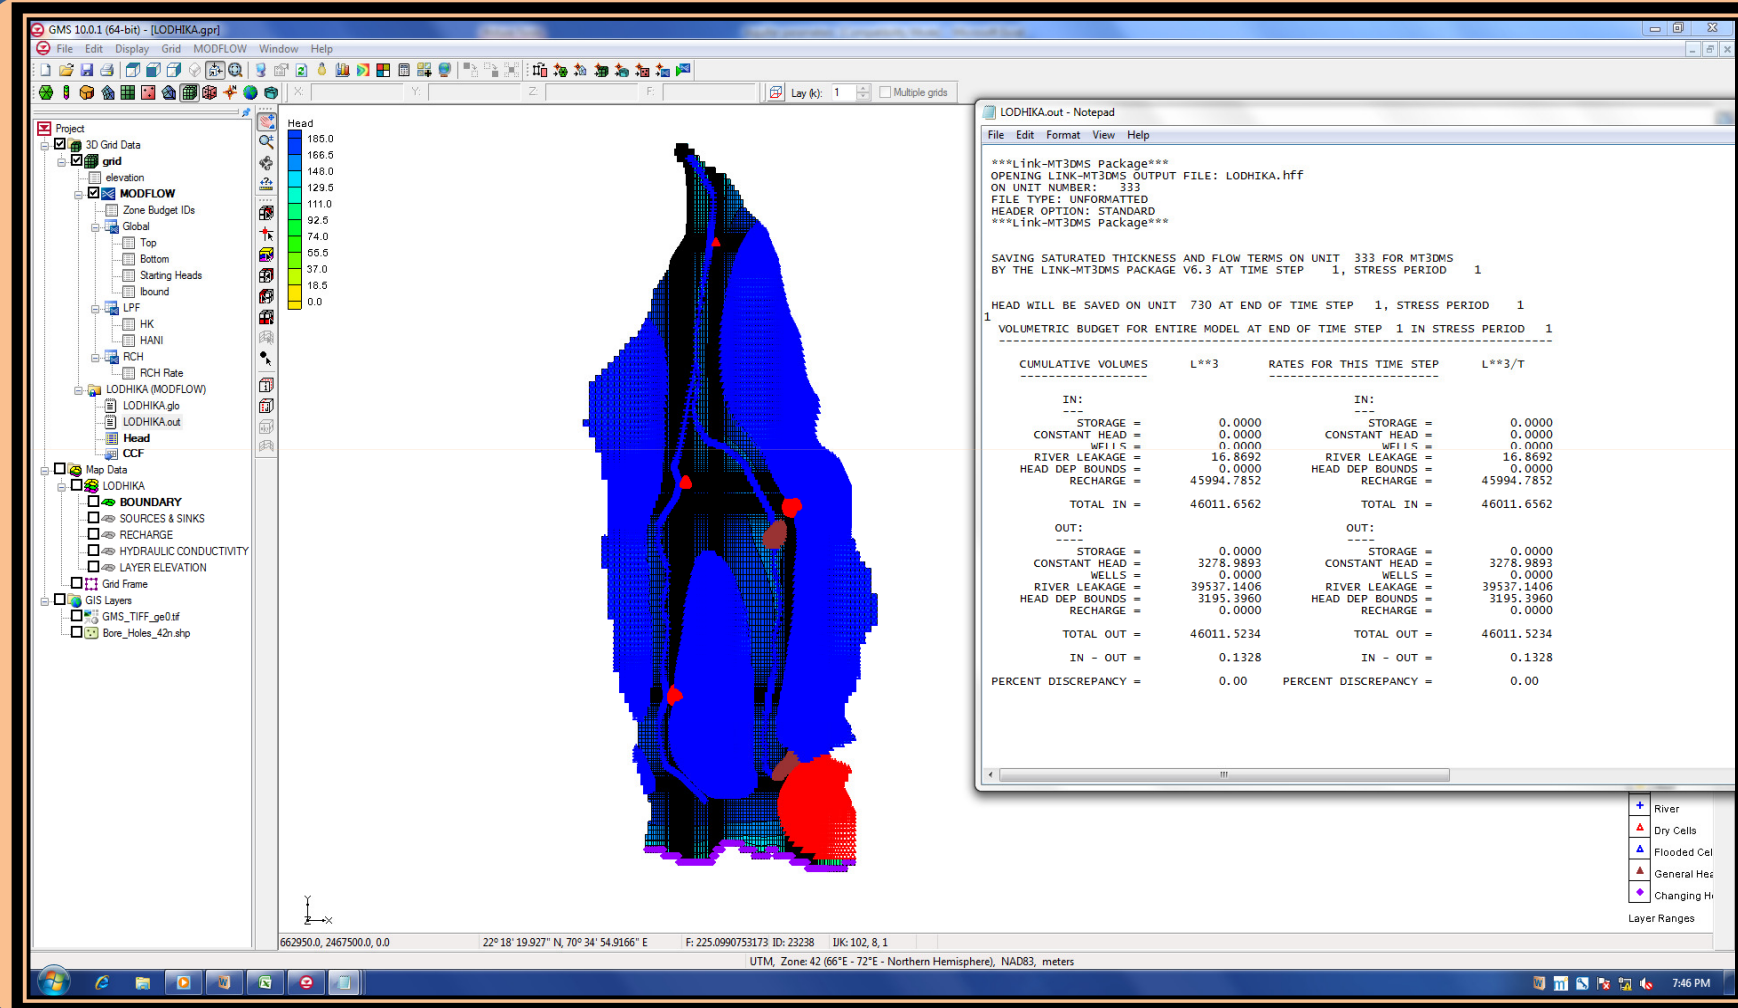 GMS 10.0.1 (64-bit) - [LODHIKA.gpr]
File Edit Display Grid MODFLOW Window Help
X: Y: Z: F: Lay (k): 1 Multiple grids
Project
3D Grid Data
grid
elevation
MODFLOW
Zone Budget IDs
Global
Top
Bottom
Starting Heads
Ibound
LPF
HK
HANI
RCH
RCH Rate
LODHIKA (MODFLOW)
LODHIKA.glo
LODHIKA.out
Head
CCF
Map Data
LODHIKA
BOUNDARY
SOURCES & SINKS
RECHARGE
HYDRAULIC CONDUCTIVITY
LAYER ELEVATION
Grid Frame
GIS Layers
GMS_TIFF_ge0.tif
Bore_Holes_42n.shp
Head
185.0
166.5
148.0
129.5
111.0
92.5
74.0
55.5
37.0
18.5
0.0
Y
Z X
LODHIKA.out - Notepad
File Edit Format View Help
***Link-MT3DMS Package***
OPENING LINK-MT3DMS OUTPUT FILE: LODHIKA.hff
ON UNIT NUMBER: 333
FILE TYPE: UNFORMATTED
HEADER OPTION: STANDARD
***Link-MT3DMS Package***
SAVING SATURATED THICKNESS AND FLOW TERMS ON UNIT 333 FOR MT3DMS
BY THE LINK-MT3DMS PACKAGE V6.3 AT TIME STEP 1, STRESS PERIOD 1
HEAD WILL BE SAVED ON UNIT 730 AT END OF TIME STEP 1, STRESS PERIOD 1
1
VOLUMETRIC BUDGET FOR ENTIRE MODEL AT END OF TIME STEP 1 IN STRESS PERIOD 1
CUMULATIVE VOLUMES L**3 RATES FOR THIS TIME STEP L**3/T
IN: IN:
STORAGE = 0.0000 STORAGE = 0.0000
CONSTANT HEAD = 0.0000 CONSTANT HEAD = 0.0000
WELLS = 0.0000 WELLS = 0.0000
RIVER LEAKAGE = 16.8692 RIVER LEAKAGE = 16.8692
HEAD DEP BOUNDS = 0.0000 HEAD DEP BOUNDS = 0.0000
RECHARGE = 45994.7852 RECHARGE = 45994.7852
TOTAL IN = 46011.6562 TOTAL IN = 46011.6562
OUT: OUT:
STORAGE = 0.0000 STORAGE = 0.0000
CONSTANT HEAD = 3278.9893 CONSTANT HEAD = 3278.9893
WELLS = 0.0000 WELLS = 0.0000
RIVER LEAKAGE = 39537.1406 RIVER LEAKAGE = 39537.1406
HEAD DEP BOUNDS = 3195.3960 HEAD DEP BOUNDS = 3195.3960
RECHARGE = 0.0000 RECHARGE = 0.0000
TOTAL OUT = 46011.5234 TOTAL OUT = 46011.5234
IN - OUT = 0.1328 IN - OUT = 0.1328
PERCENT DISCREPANCY = 0.00 PERCENT DISCREPANCY = 0.00
River
Dry Cells
Flooded Cel
General Hea
Changing H
Layer Ranges
662950.0, 2467500.0, 0.0 22° 18' 19.927" N, 70° 34' 54.9166" E F: 225.0990753173 ID: 23238 IJK: 102, 8, 1
UTM, Zone: 42 (66°E - 72°E - Northern Hemisphere), NAD83, meters
7:46 PM